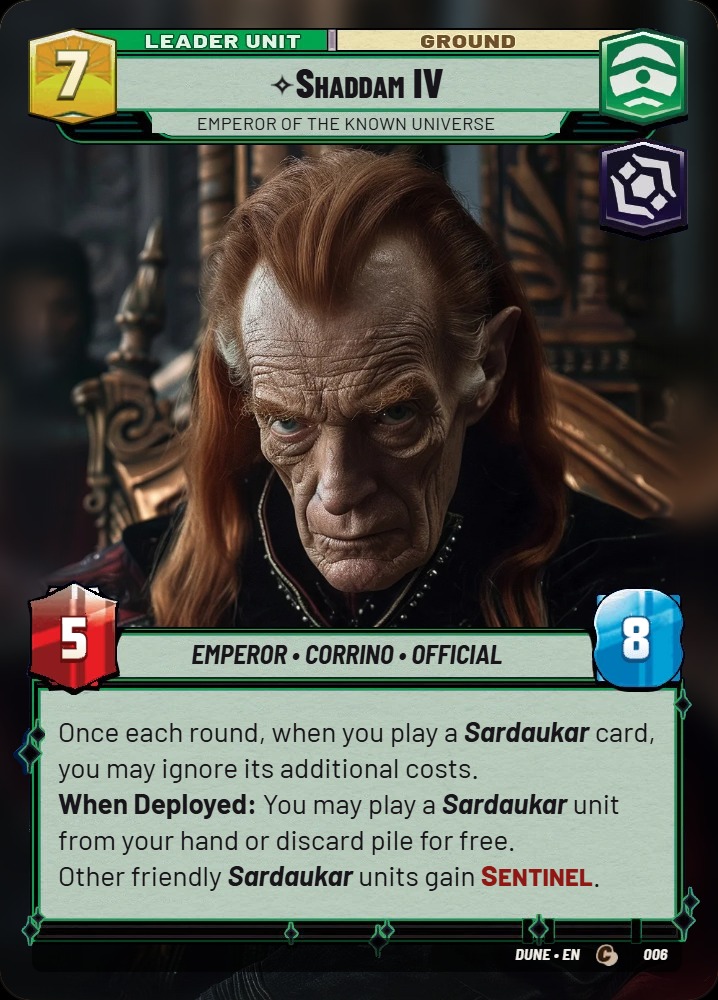 LEADER UNIT
GROUND
7
✧SHADDAM IV
EMPEROR OF THE KNOWN UNIVERSE
5
EMPEROR • CORRINO • OFFICIAL
8
Once each round, when you play a Sardaukar card,
you may ignore its additional costs.
When Deployed: You may play a Sardaukar unit
from your hand or discard pile for free.
Other friendly Sardaukar units gain SENTINEL.
DUNE • EN C 006